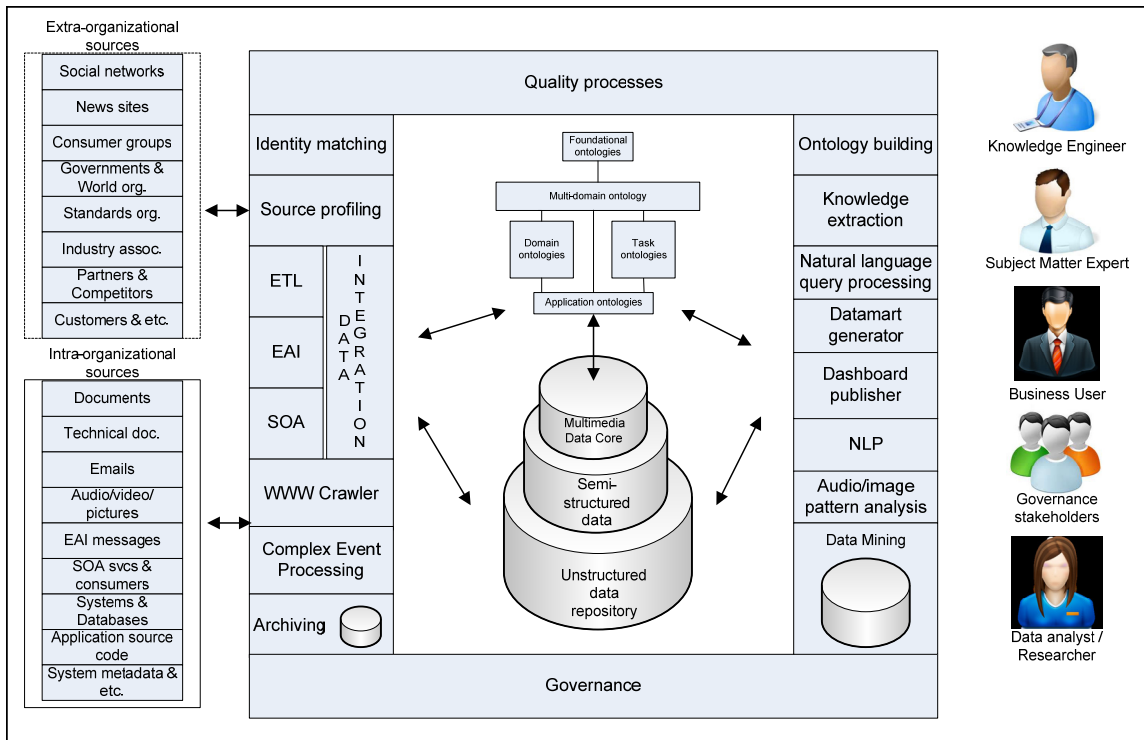 Extra-organizational
sources
Social networks
News sites
Consumer groups
Governments &
World org.
Standards org.
Industry assoc.
Partners &
Competitors
Customers & etc.
Intra-organizational
sources
Documents
Technical doc.
Emails
Audio/video/
pictures
EAI messages
SOA svcs &
consumers
Systems &
Databases
Application source
code
System metadata &
etc.
Quality processes
Identity matching
Source profiling
ETL
EAI
SOA
DATA
INTEGRATION
WWW Crawler
Complex Event
Processing
Archiving
Foundational
ontologies
Multi-domain ontology
Domain
ontologies
Task
ontologies
Application ontologies
Multimedia
Data Core
Semi-
structured
data
Unstructured
data
repository
Ontology building
Knowledge
extraction
Natural language
query processing
Datamart
generator
Dashboard
publisher
NLP
Audio/image
pattern analysis
Data Mining
Governance
Knowledge Engineer
Subject Matter Expert
Business User
Governance
stakeholders
Data analyst /
Researcher